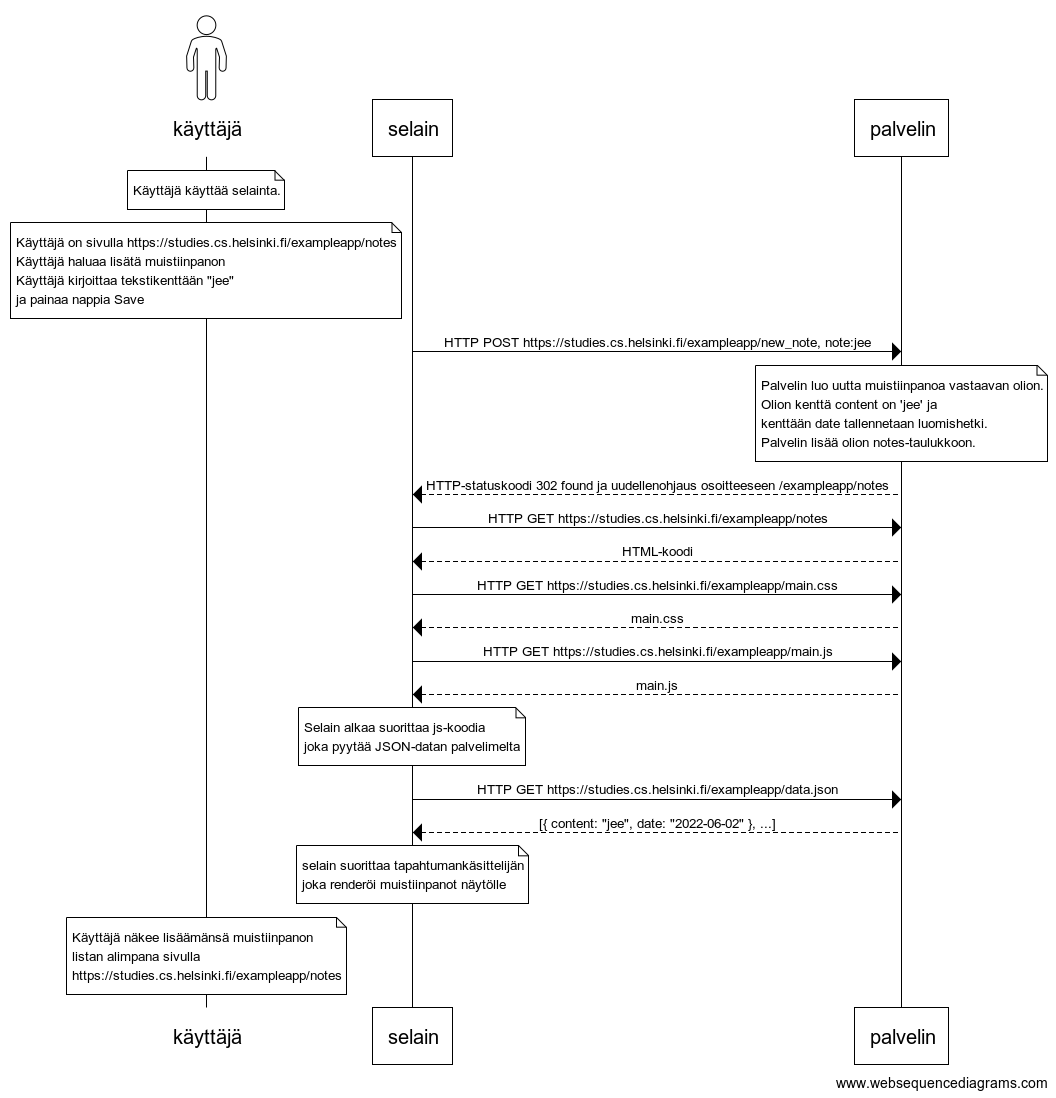 käyttäjä
selain
palvelin
Käyttäjä käyttää selainta.
Käyttäjä on sivulla https://studies.cs.helsinki.fi/exampleapp/notes
Käyttäjä haluaa lisätä muistiinpanon
Käyttäjä kirjoittaa tekstikenttään "jee"
ja painaa nappia Save
HTTP POST https://studies.cs.helsinki.fi/exampleapp/new_note, note:jee
Palvelin luo uutta muistiinpanoa vastaavan olion.
Olion kenttä content on 'jee' ja
kenttään date tallennetaan luomishetki.
Palvelin lisää olion notes-taulukkoon.
HTTP-statuskoodi 302 found ja uudellenohjaus osoitteeseen /exampleapp/notes
HTTP GET https://studies.cs.helsinki.fi/exampleapp/notes
HTML-koodi
HTTP GET https://studies.cs.helsinki.fi/exampleapp/main.css
main.css
HTTP GET https://studies.cs.helsinki.fi/exampleapp/main.js
main.js
Selain alkaa suorittaa js-koodia
joka pyytää JSON-datan palvelimelta
HTTP GET https://studies.cs.helsinki.fi/exampleapp/data.json
[{ content: "jee", date: "2022-06-02" }, ...]
selain suorittaa tapahtumankäsittelijän
joka renderöi muistiinpanot näytölle
Käyttäjä näkee lisäämänsä muistiinpanon
listan alimpana sivulla
https://studies.cs.helsinki.fi/exampleapp/notes
käyttäjä
selain
palvelin
www.websequencediagrams.com